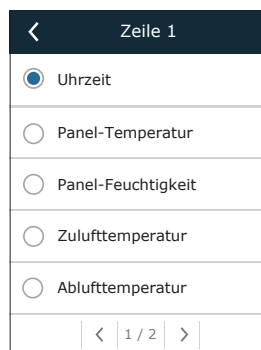 Zeile 1
Uhrzeit
Panel-Temperatur
Panel-Feuchtigkeit
Zulufttemperatur
Ablufttemperatur
1 / 2